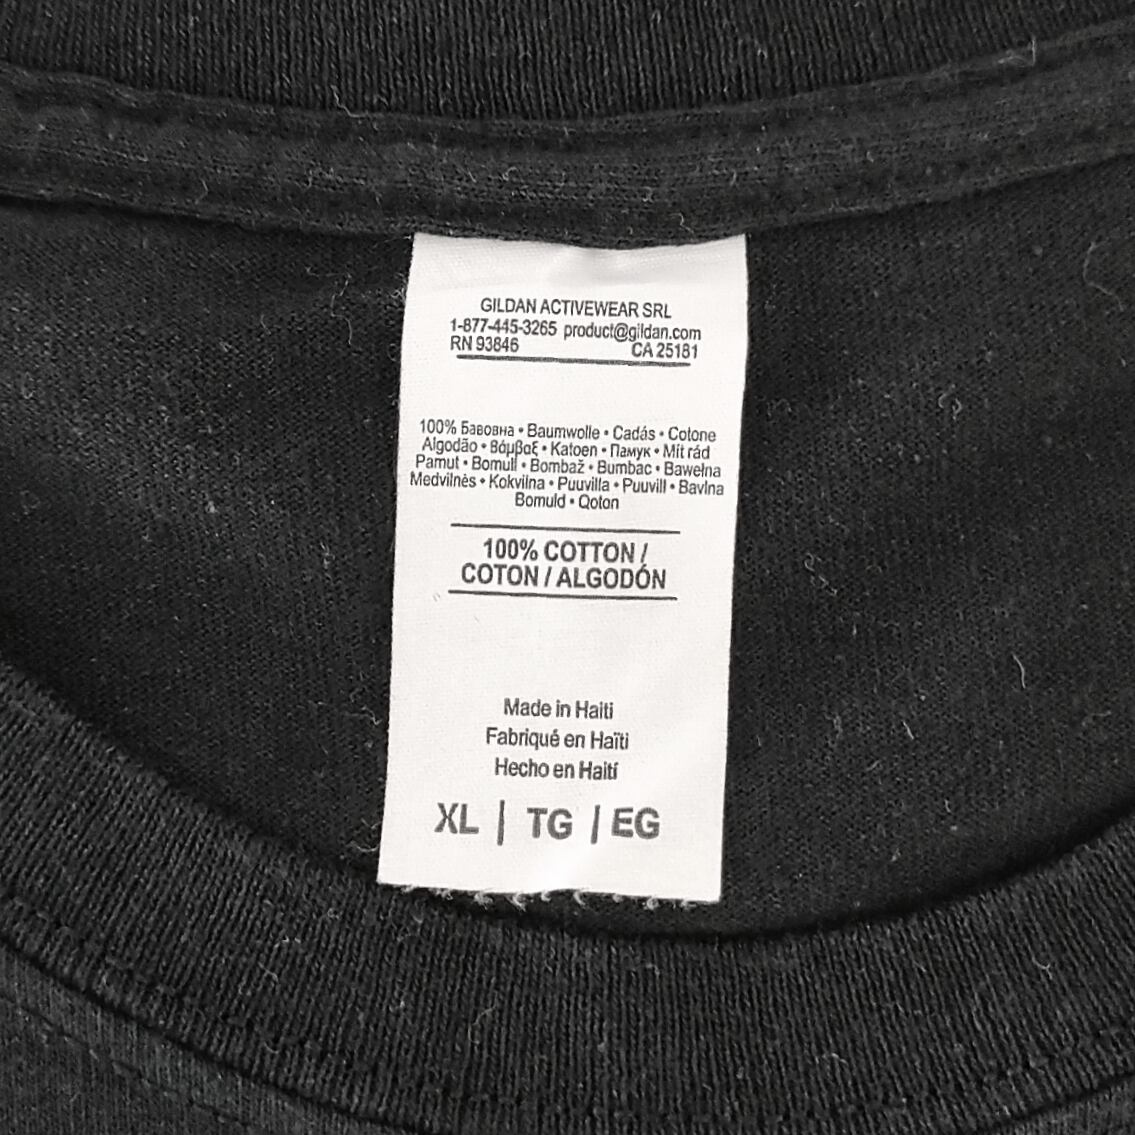 GILDAN ACTIVEWEAR SRL
1-877-445-3265 product@gildan.com
RN 93846 CA 25181
100% Бавовна • Baumwolle • Cadás • Cotone
Algodão • Βάμβαξ • Katoen • Памук • Mit rád
Pamut • Bomull • Bombaž • Bumbac • Bawełna
Medvilnės • Kokvilna • Puuvilla • Puuvill • Bavlna
Bomuld • Qoton
100% COTTON /
COTON / ALGODÓN
Made in Haiti
Fabriqué en Haïti
Hecho en Haití
XL | TG | EG